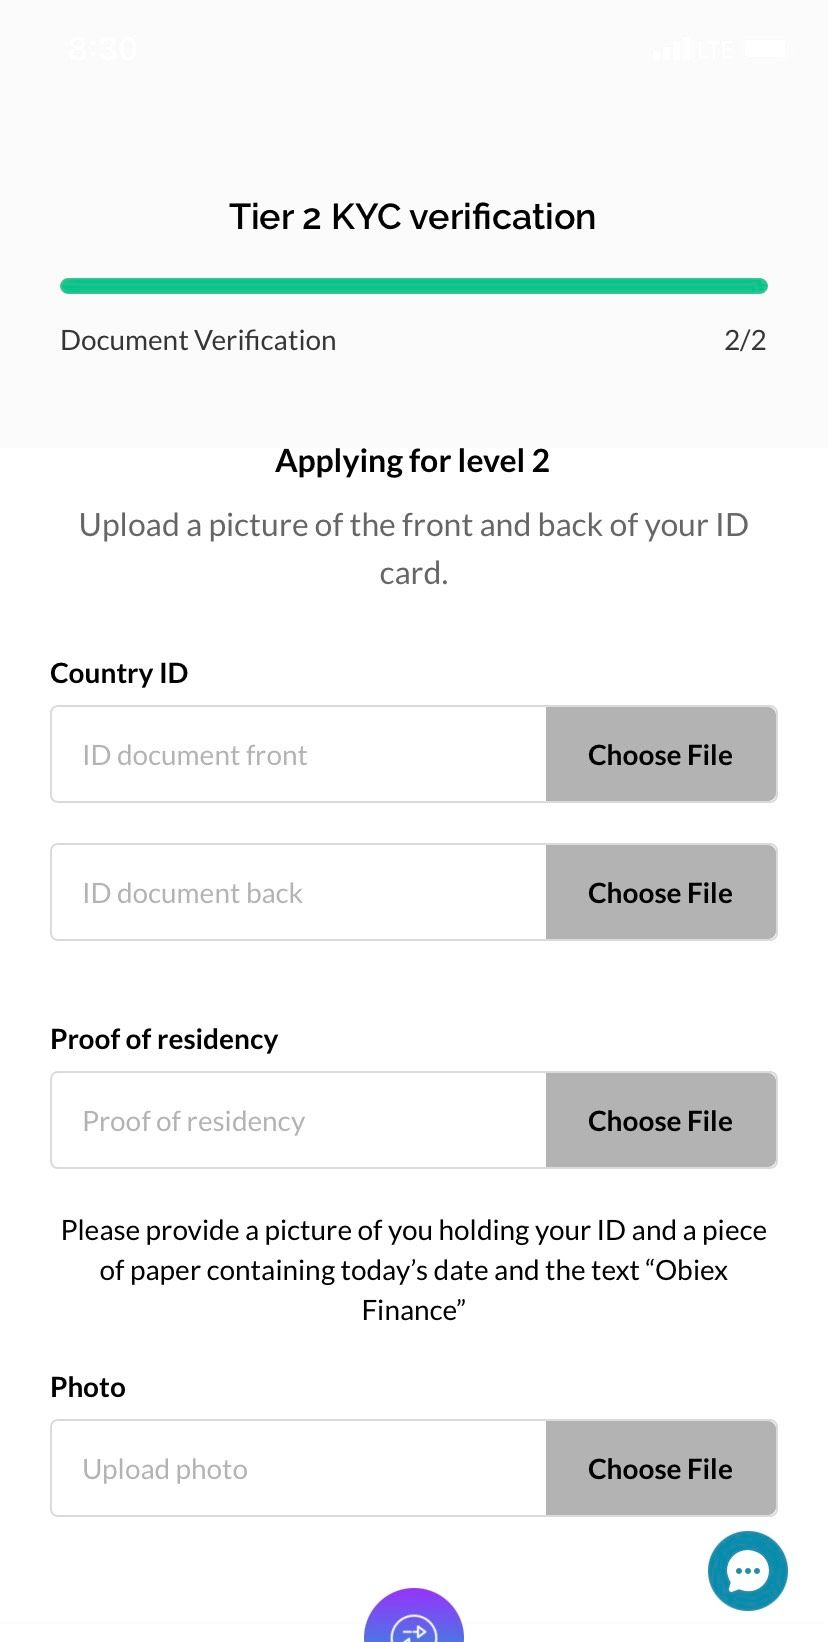 8:30
LTE
Tier 2 KYC verification
Document Verification
2/2
Applying for level 2
Upload a picture of the front and back of your ID
card.
Country ID
ID document front
Choose File
ID document back
Choose File
Proof of residency
Proof of residency
Choose File
Please provide a picture of you holding your ID and a piece
of paper containing today’s date and the text “Obiex
Finance”
Photo
Upload photo
Choose File